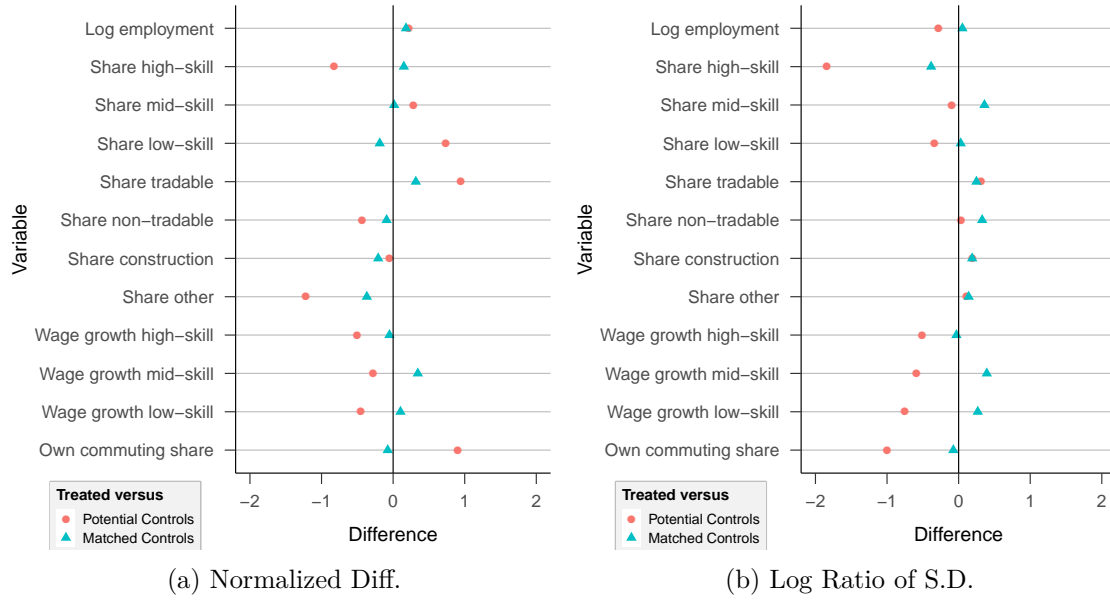 Variable
Log employment
Share high−skill
Share mid−skill
Share low−skill
Share tradable
Share non−tradable
Share construction
Share other
Wage growth high−skill
Wage growth mid−skill
Wage growth low−skill
Own commuting share
−2 −1 0 1 2
Difference
Treated versus
Potential Controls
Matched Controls
(a) Normalized Diff.
Variable
Log employment
Share high−skill
Share mid−skill
Share low−skill
Share tradable
Share non−tradable
Share construction
Share other
Wage growth high−skill
Wage growth mid−skill
Wage growth low−skill
Own commuting share
−2 −1 0 1 2
Difference
Treated versus
Potential Controls
Matched Controls
(b) Log Ratio of S.D.